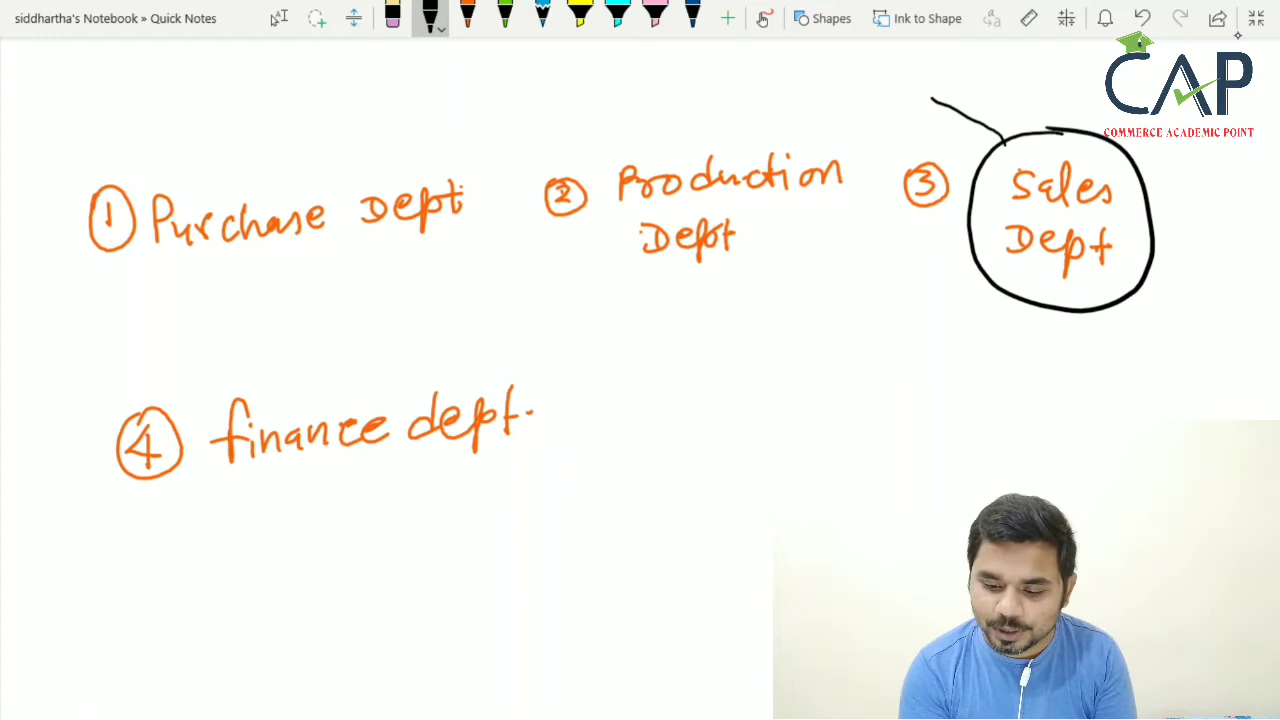 siddhartha's Notebook » Quick Notes
Shapes
Ink to Shape
CAP
COMMERCE ACADEMIC POINT
① Purchase Dept
② Production
Dept
③ Sales
Dept
④ finance dept.